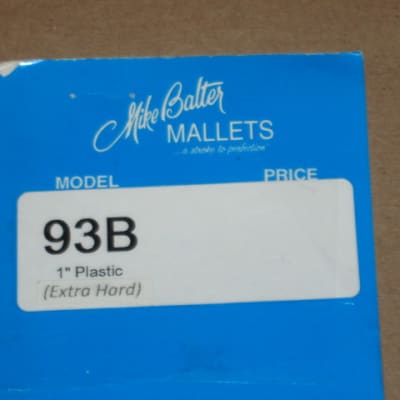 Mike Balter
MALLETS
...a stroke to perfection
MODEL PRICE
93B
1" Plastic
(Extra Hard)